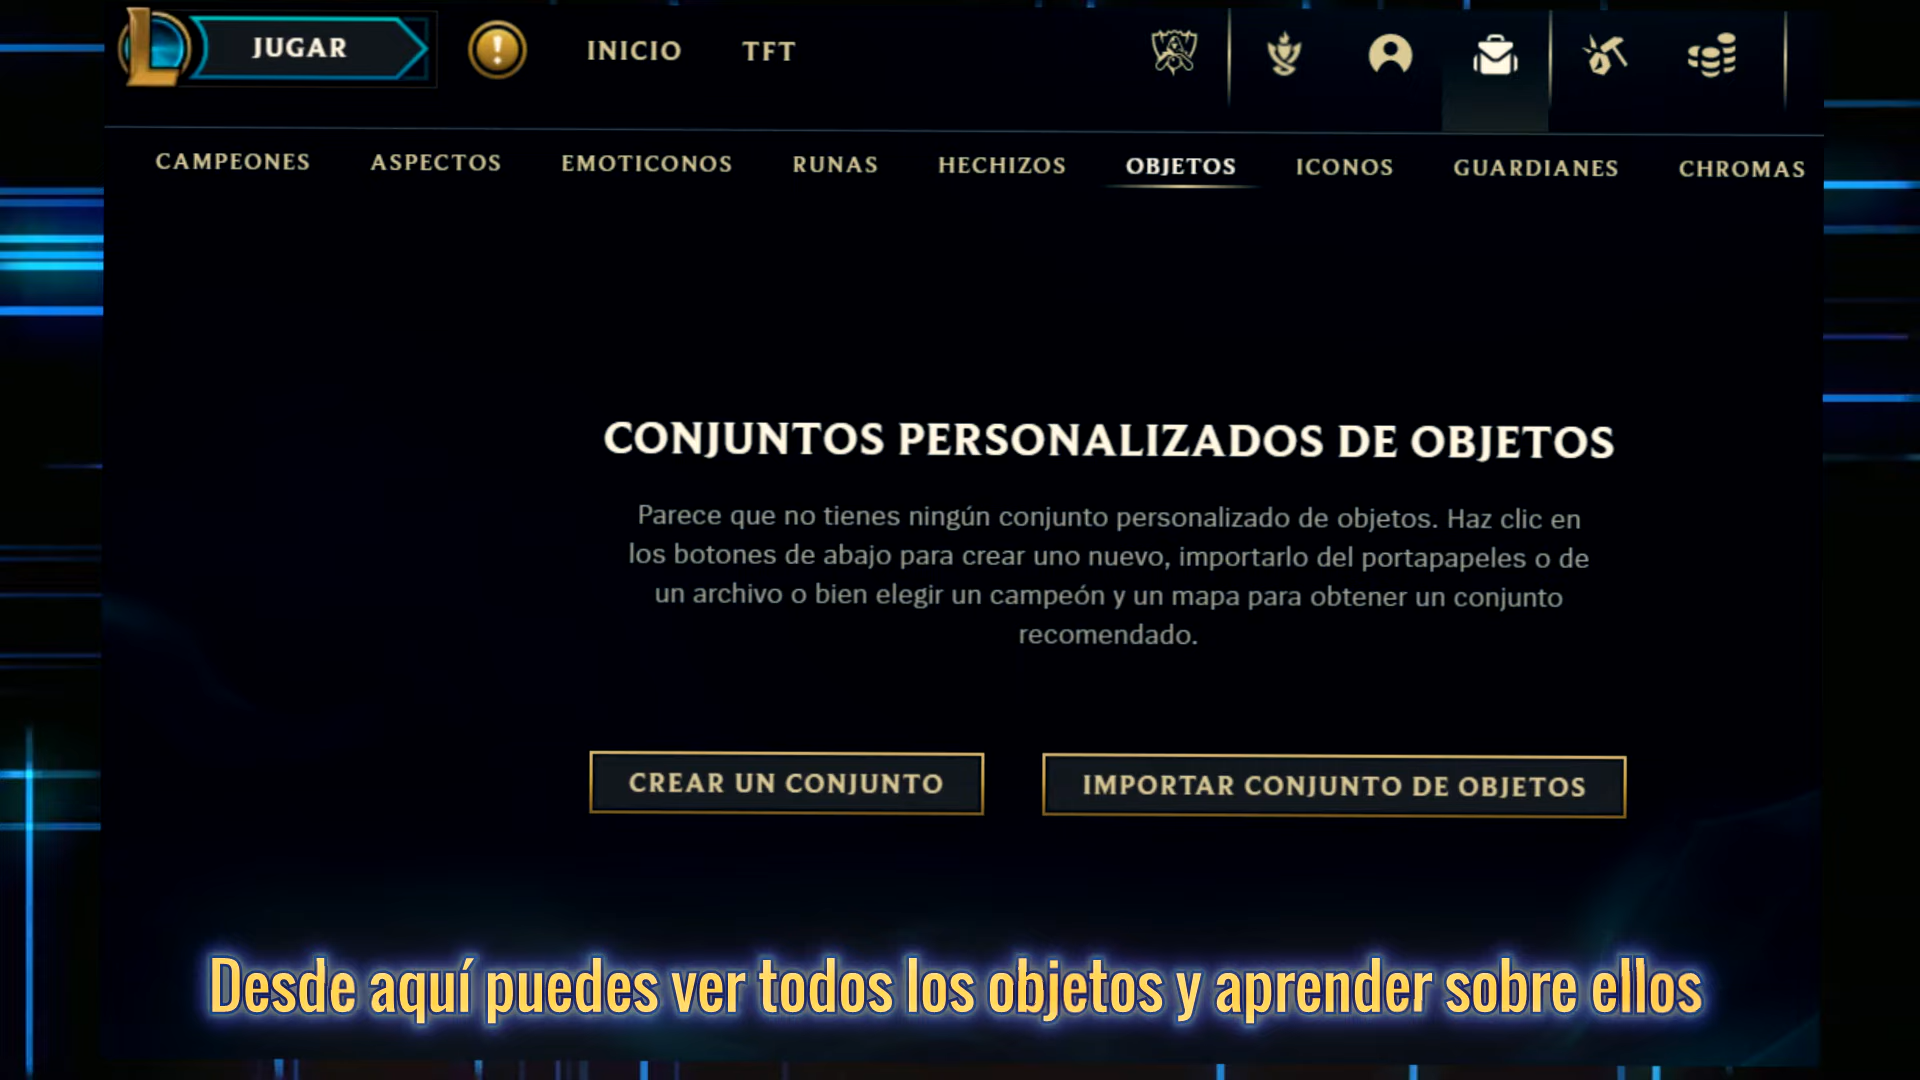 JUGAR
INICIO
TFT
CAMPEONES
ASPECTOS
EMOTICONOS
RUNAS
HECHIZOS
OBJETOS
ICONOS
GUARDIANES
CHROMAS
CONJUNTOS PERSONALIZADOS DE OBJETOS
Parece que no tienes ningún conjunto personalizado de objetos. Haz clic en
los botones de abajo para crear uno nuevo, importarlo del portapapeles o de
un archivo o bien elegir un campeón y un mapa para obtener un conjunto
recomendado.
CREAR UN CONJUNTO
IMPORTAR CONJUNTO DE OBJETOS
Desde aquí puedes ver todos los objetos y aprender sobre ellos